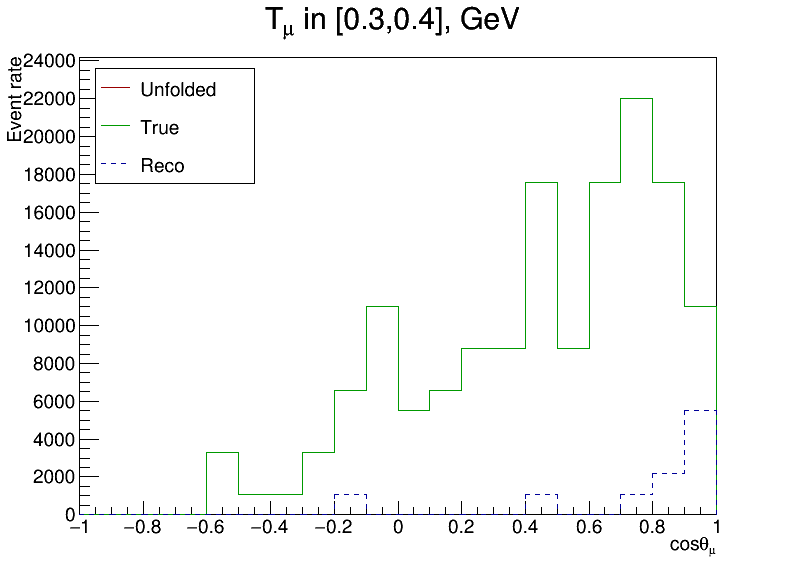 Tμ in [0.3,0.4], GeV
Event rate
24000
22000
20000
18000
16000
14000
12000
10000
8000
6000
4000
2000
0
Unfolded
True
Reco
−1 −0.8 −0.6 −0.4 −0.2 0 0.2 0.4 0.6 0.8 1
cosθμ